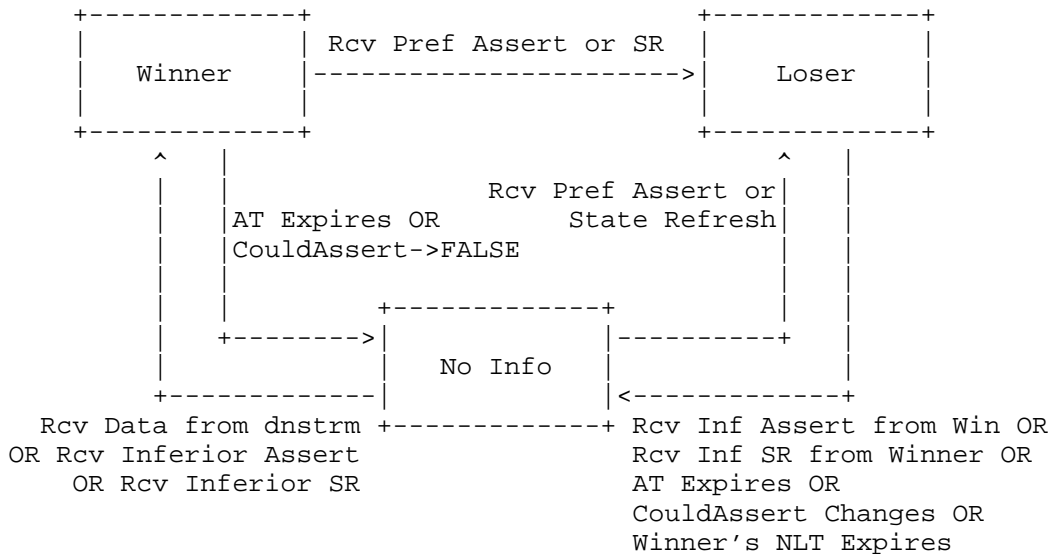 Rcv Pref Assert or SR
Winner
Loser
Rcv Pref Assert or
AT Expires OR
State Refresh
CouldAssert->FALSE
No Info
Rcv Data from dnstrm
Rcv Inf Assert from Win OR
OR Rcv Inferior Assert
Rcv Inf SR from Winner OR
OR Rcv Inferior SR
AT Expires OR
CouldAssert Changes OR
Winner's NLT Expires